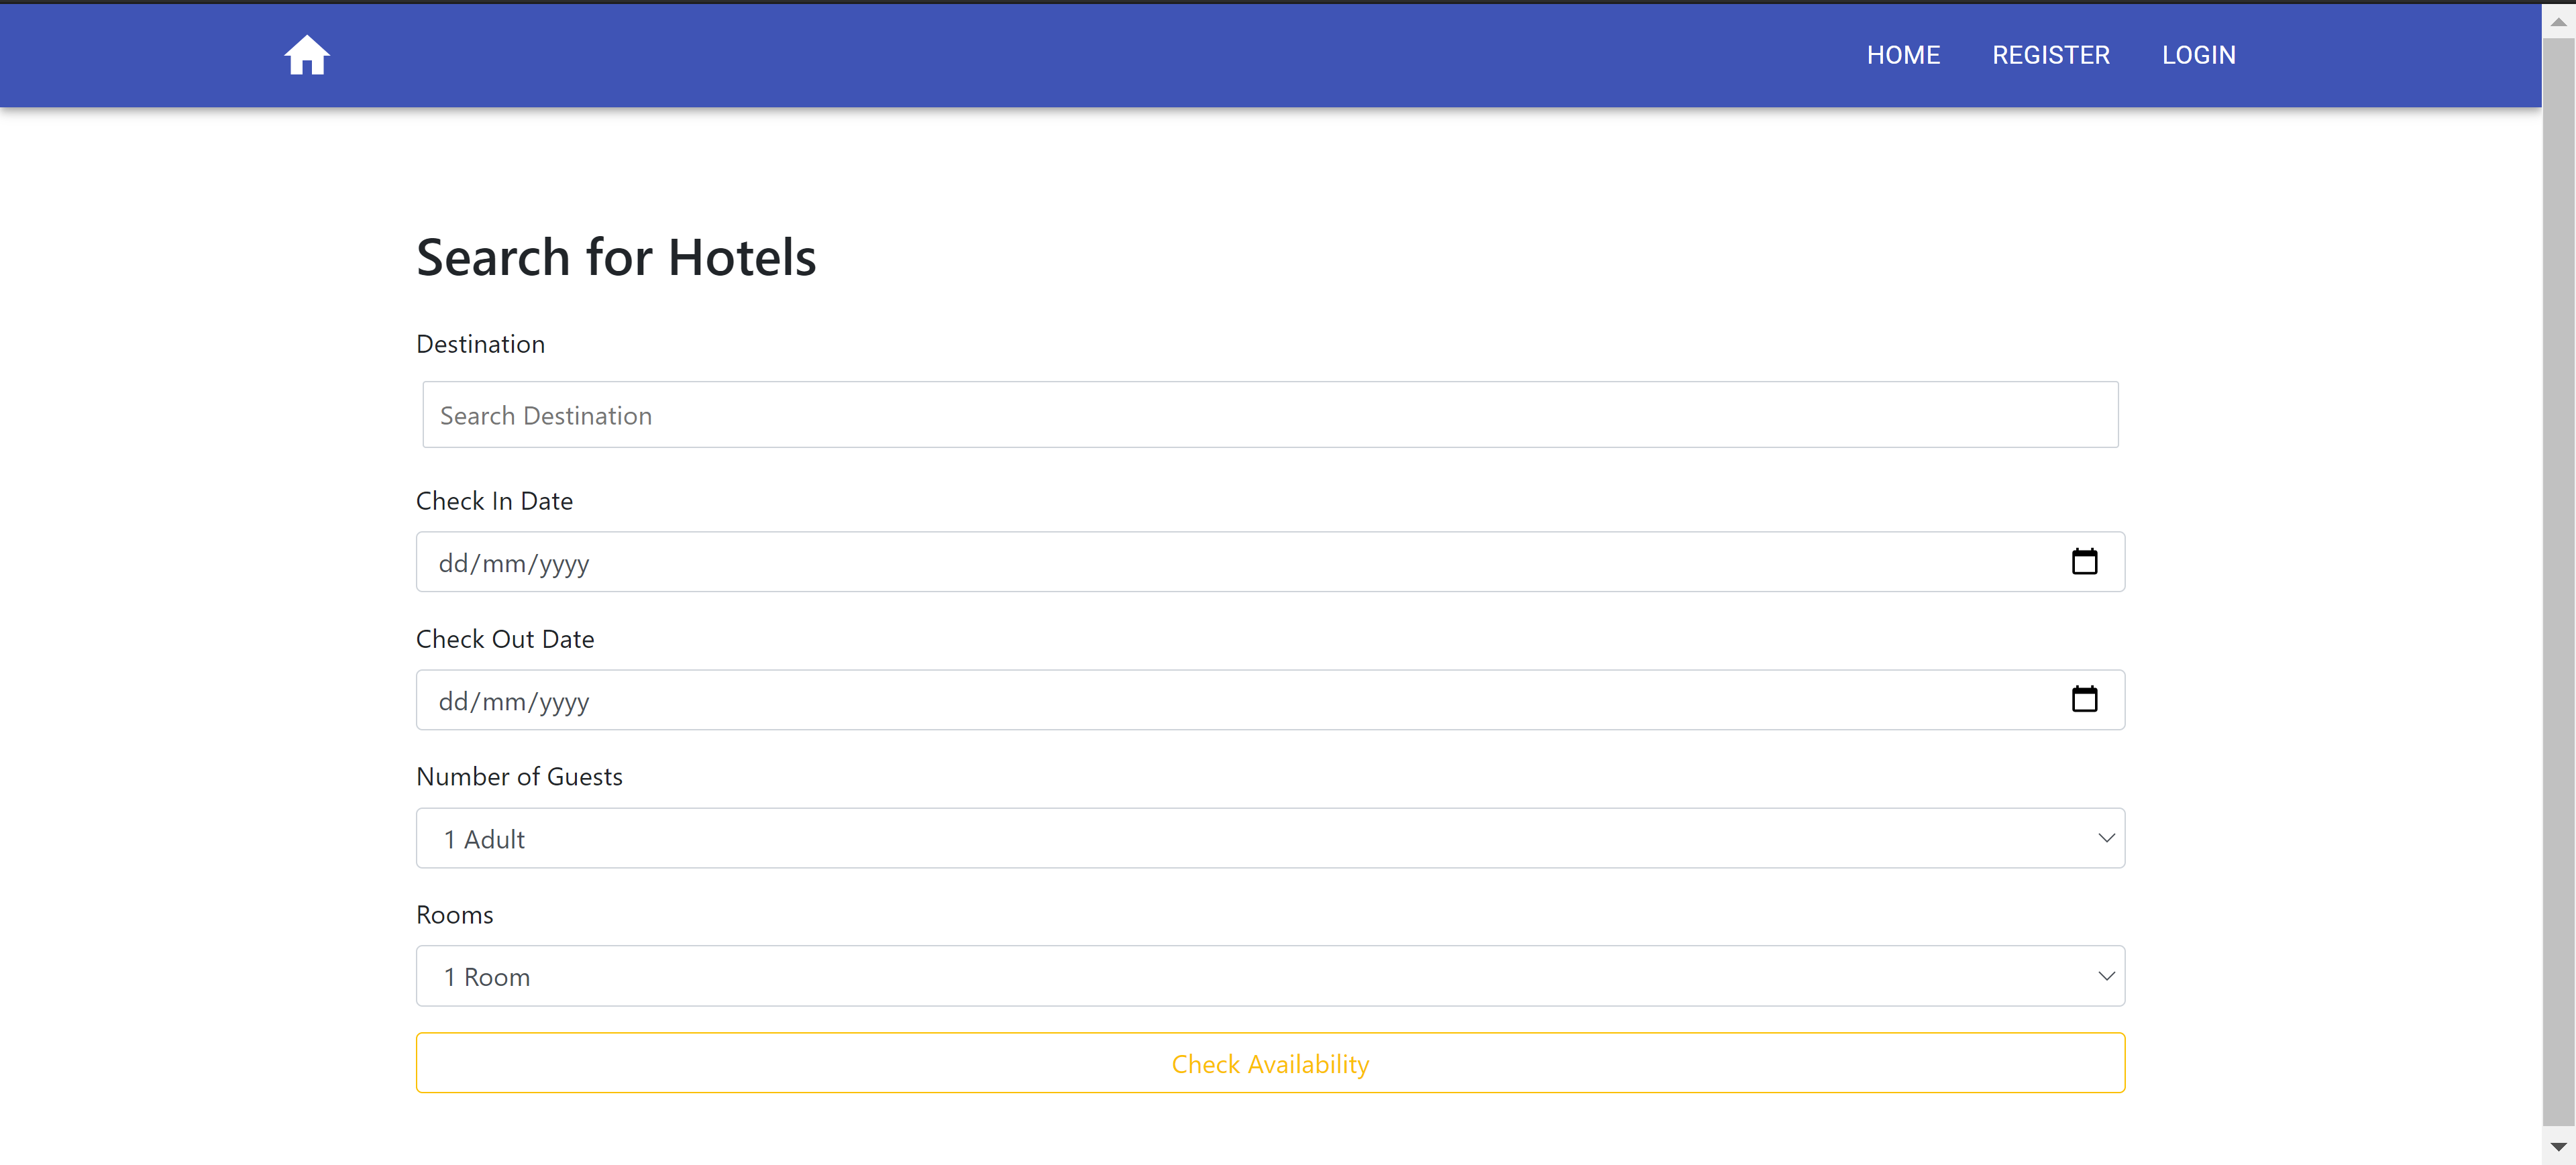 HOME REGISTER LOGIN
Search for Hotels
Destination
Search Destination
Check In Date
dd/mm/yyyy
Check Out Date
dd/mm/yyyy
Number of Guests
1 Adult
Rooms
1 Room
Check Availability